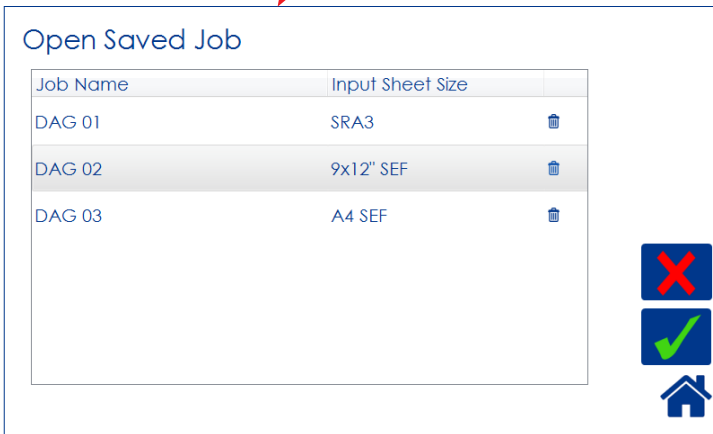 Open Saved Job
Job Name Input Sheet Size
DAG 01 SRA3
DAG 02 9x12" SEF
DAG 03 A4 SEF